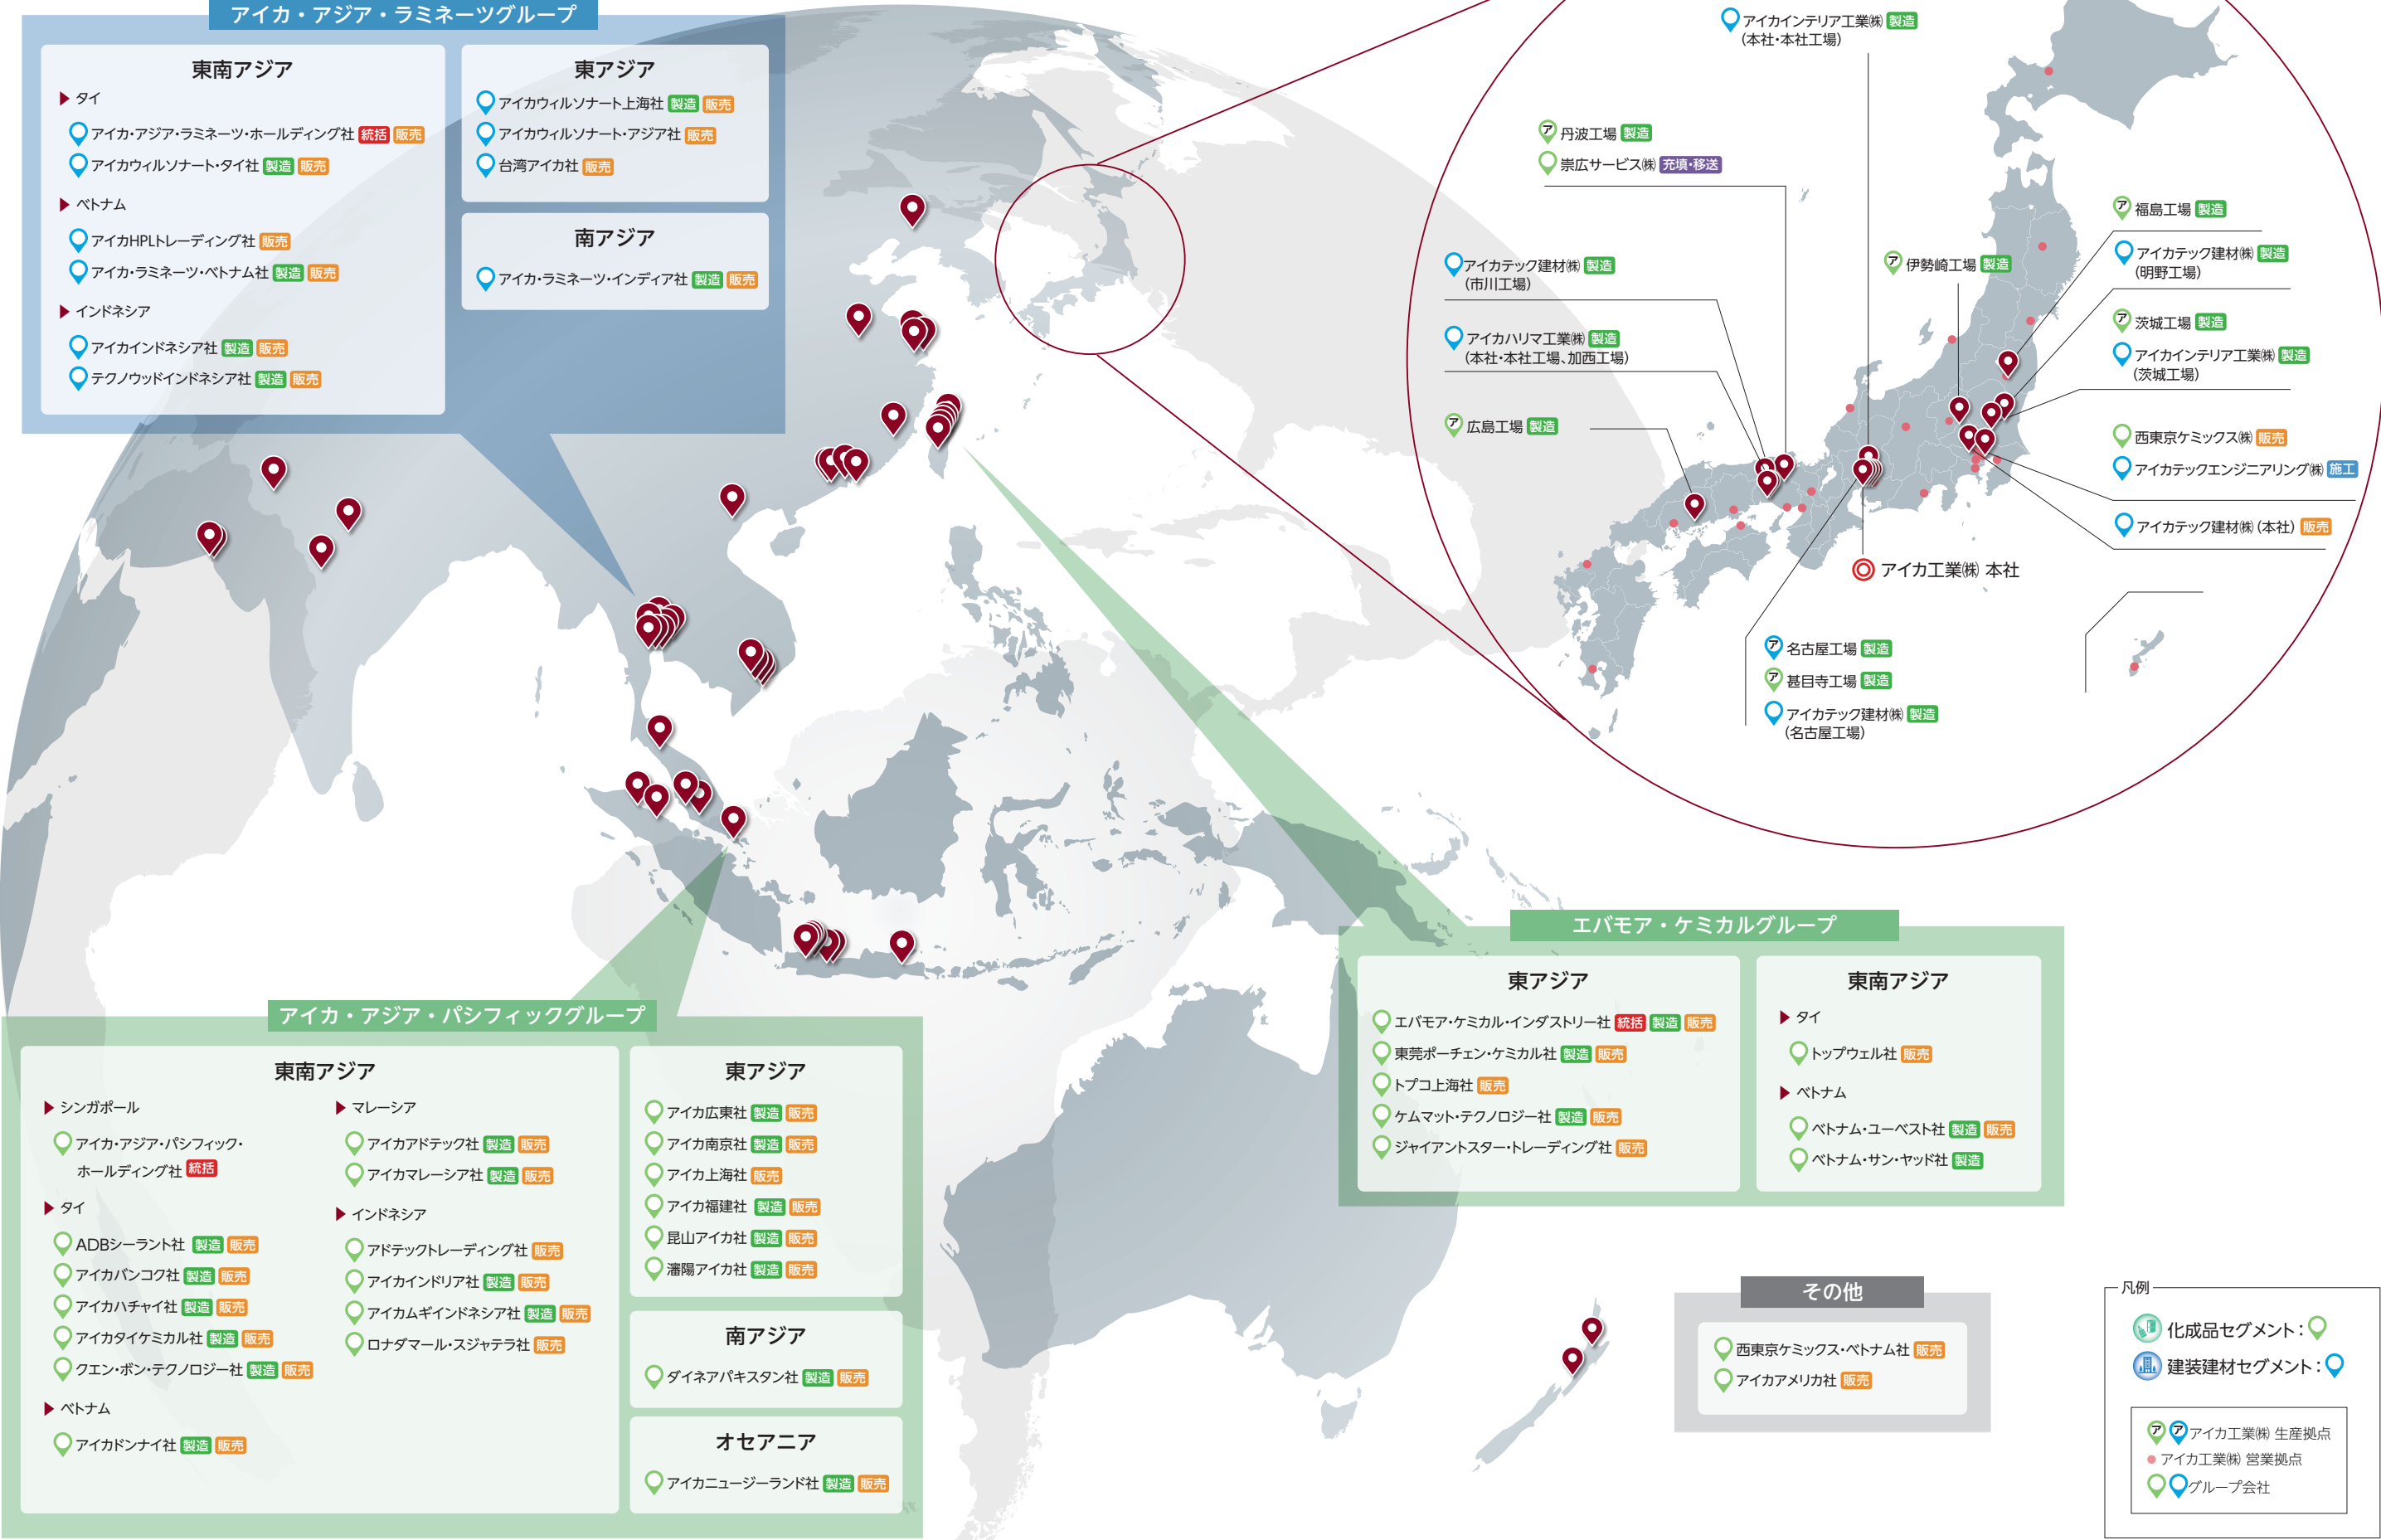 アイカ・アジア・ラミネーツグループ
東南アジア
タイ
アイカ・アジア・ラミネーツ・ホールディング社 統括 販売
アイカウィルソナート・タイ社 製造 販売
ベトナム
アイカHPLトレーディング社 販売
アイカ・ラミネーツ・ベトナム社 製造 販売
インドネシア
アイカインドネシア社 製造 販売
テクノウッドインドネシア社 製造 販売
東アジア
アイカウィルソナート上海社 製造 販売
アイカウィルソナート・アジア社 販売
台湾アイカ社 販売
南アジア
アイカ・ラミネーツ・インディア社 製造 販売
アイカインテリア工業㈱ 製造
(本社・本社工場)
ア 丹波工場 製造
崇広サービス㈱ 充填・移送
アイカテック建材㈱ 製造
(市川工場)
アイカハリマ工業㈱ 製造
(本社・本社工場、加西工場)
ア 広島工場 製造
ア 伊勢崎工場 製造
ア 福島工場 製造
アイカテック建材㈱ 製造
(明野工場)
ア 茨城工場 製造
アイカインテリア工業㈱ 製造
(茨城工場)
西東京ケミックス㈱ 販売
アイカテックエンジニアリング㈱ 施工
アイカテック建材㈱ (本社) 販売
アイカ工業㈱ 本社
ア 名古屋工場 製造
ア 甚目寺工場 製造
アイカテック建材㈱ 製造
(名古屋工場)
エバモア・ケミカルグループ
東アジア
エバモア・ケミカル・インダストリー社 統括 製造 販売
東莞ポーチェン・ケミカル社 製造 販売
トプコ上海社 販売
ケムマット・テクノロジー社 製造 販売
ジャイアントスター・トレーディング社 販売
東南アジア
タイ
トップウェル社 販売
ベトナム
ベトナム・ユーベスト社 製造 販売
ベトナム・サン・ヤッド社 製造
アイカ・アジア・パシフィックグループ
東南アジア
シンガポール
アイカ・アジア・パシフィック・
ホールディング社 統括
タイ
ADBシーラント社 製造 販売
アイカバンコク社 製造 販売
アイカハチャイ社 製造 販売
アイカタイケミカル社 製造 販売
クエン・ボン・テクノロジー社 製造 販売
ベトナム
アイカドンナイ社 製造 販売
マレーシア
アイカアドテック社 製造 販売
アイカマレーシア社 製造 販売
インドネシア
アドテックトレーディング社 販売
アイカインドリア社 製造 販売
アイカムギインドネシア社 製造 販売
ロナダマール・スジャテラ社 販売
東アジア
アイカ広東社 製造 販売
アイカ南京社 製造 販売
アイカ上海社 販売
アイカ福建社 製造 販売
昆山アイカ社 製造 販売
瀋陽アイカ社 製造 販売
南アジア
ダイネアパキスタン社 製造 販売
オセアニア
アイカニュージーランド社 製造 販売
その他
西東京ケミックス・ベトナム社 販売
アイカアメリカ社 販売
凡例
化成品セグメント：
建装建材セグメント：
ア ア アイカ工業㈱ 生産拠点
アイカ工業㈱ 営業拠点
グループ会社